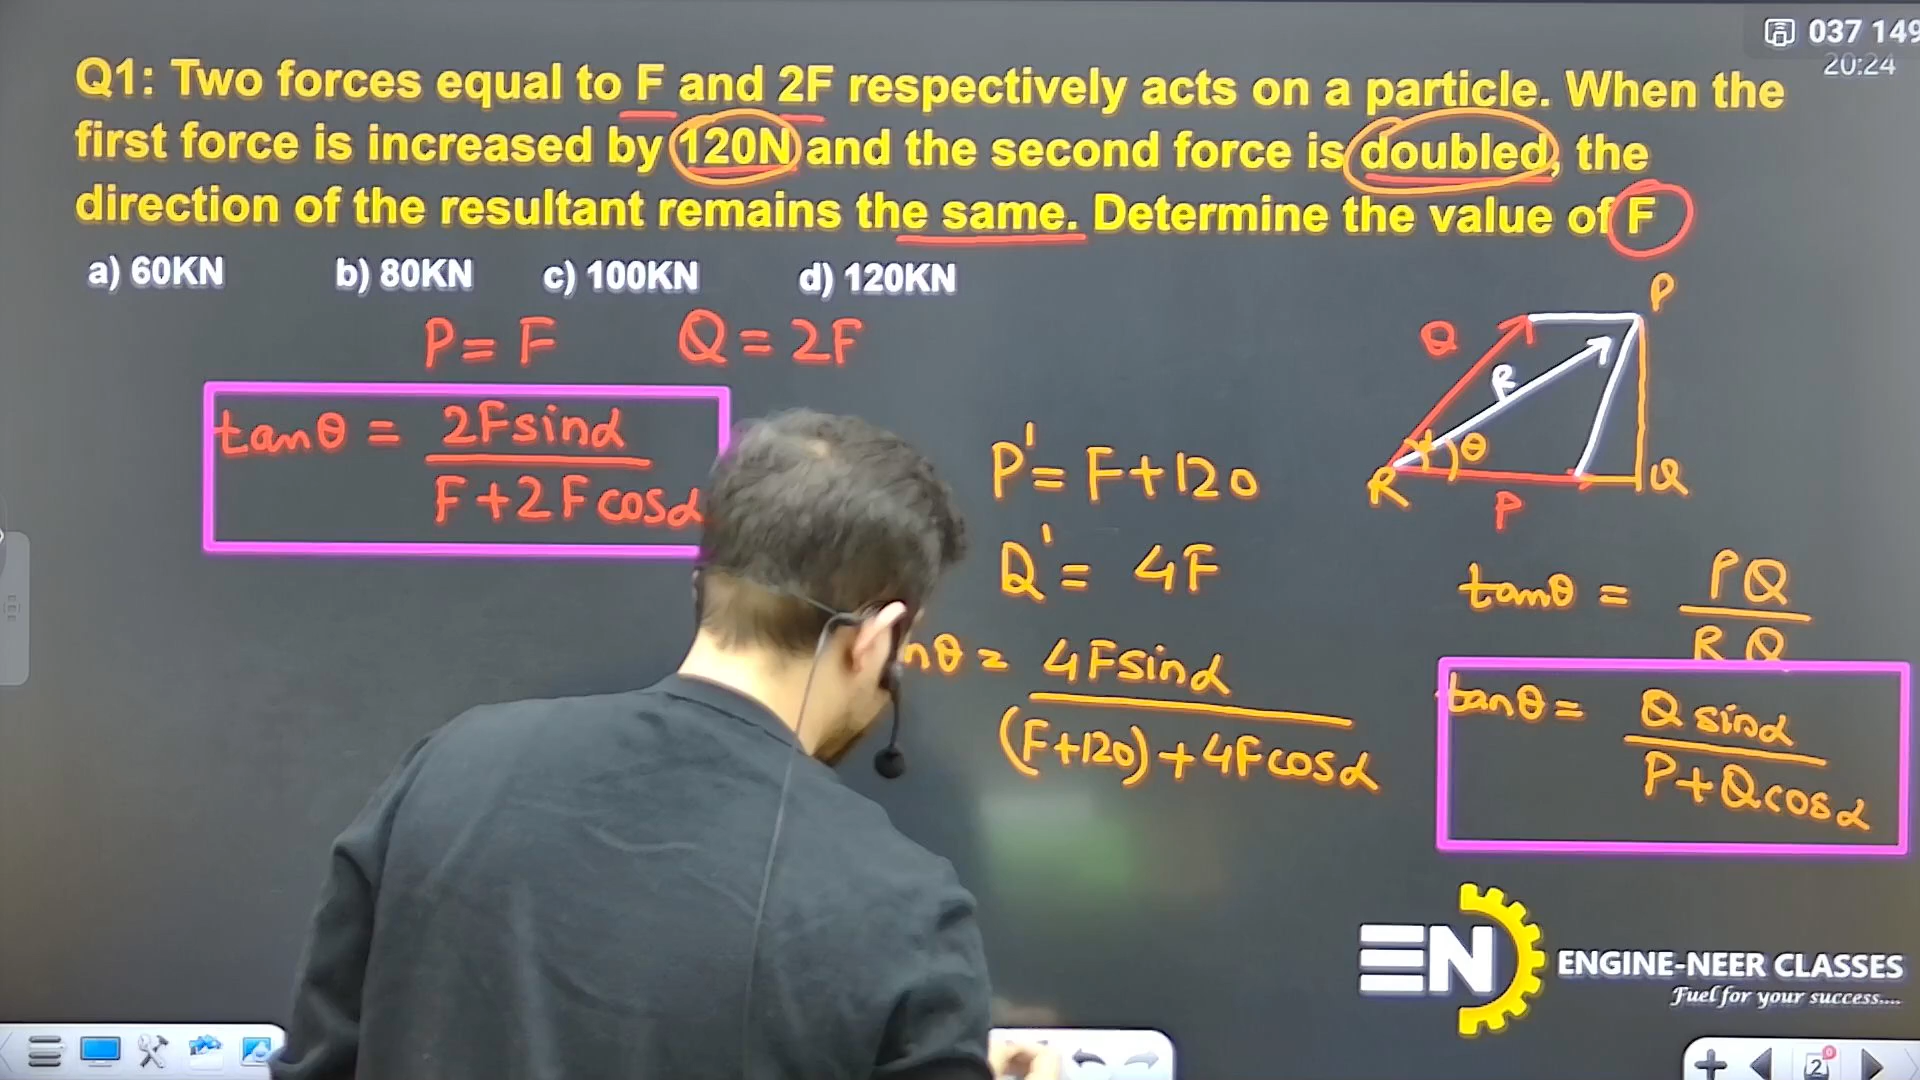 037 149
20:24
Q1: Two forces equal to F and 2F respectively acts on a particle. When the
first force is increased by 120N and the second force is doubled, the
direction of the resultant remains the same. Determine the value of F
a) 60KN b) 80KN c) 100KN d) 120KN
P = F Q = 2F
tanθ = 2Fsinα
F+2Fcosα
P' = F+120
Q' = 4F
nθ = 4Fsinα
(F+120)+4Fcosα
P
Q
R
θ
R
P
Q
tanθ = PQ
RQ
tanθ = Qsinα
P+Qcosα
EN
ENGINE-NEER CLASSES
Fuel for your success....
2